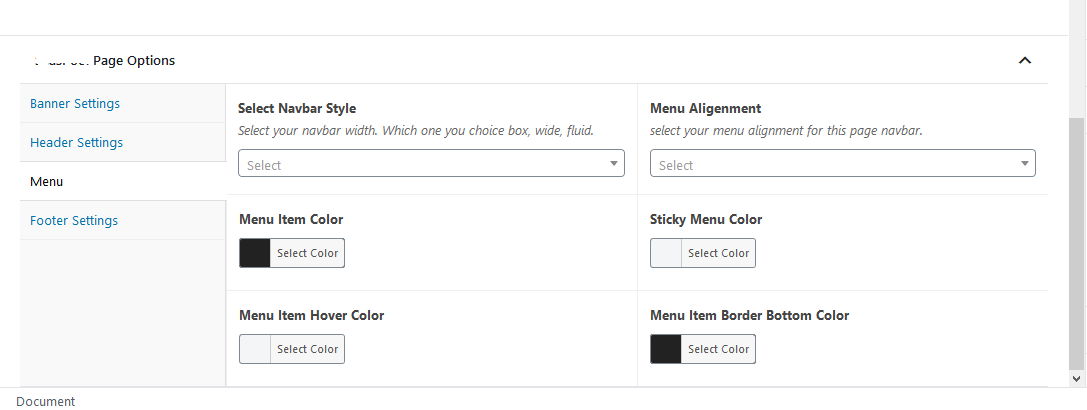 Page Options
Banner Settings
Header Settings
Menu
Footer Settings
Select Navbar Style
Select your navbar width. Which one you choice box, wide, fluid.
Select
Menu Aligenment
select your menu alignment for this page navbar.
Select
Menu Item Color
Select Color
Sticky Menu Color
Select Color
Menu Item Hover Color
Select Color
Menu Item Border Bottom Color
Select Color
Document